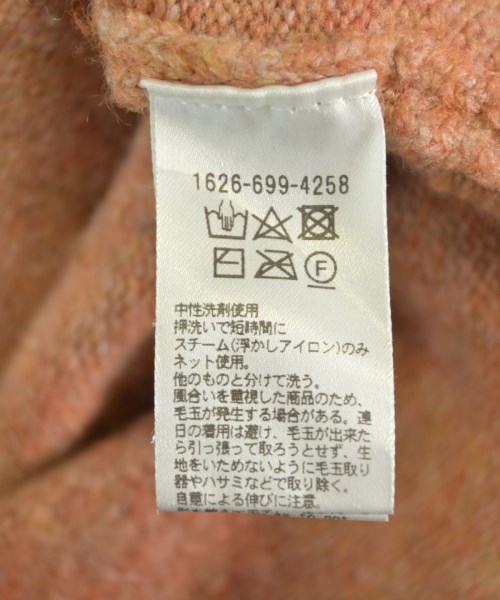 1626-699-4258
F
中性洗剤使用
押洗いで短時間に
スチーム(浮かしアイロン)のみ
ネット使用。
他のものと分けて洗う。
風合いを重視した商品のため、
毛玉が発生する場合がある。連
日の着用は避け、毛玉が出来た
ら引っ張って取ろうとせず、生
地をいためないように毛玉取り
器やハサミなどで取り除く。
自重による伸びに注意。